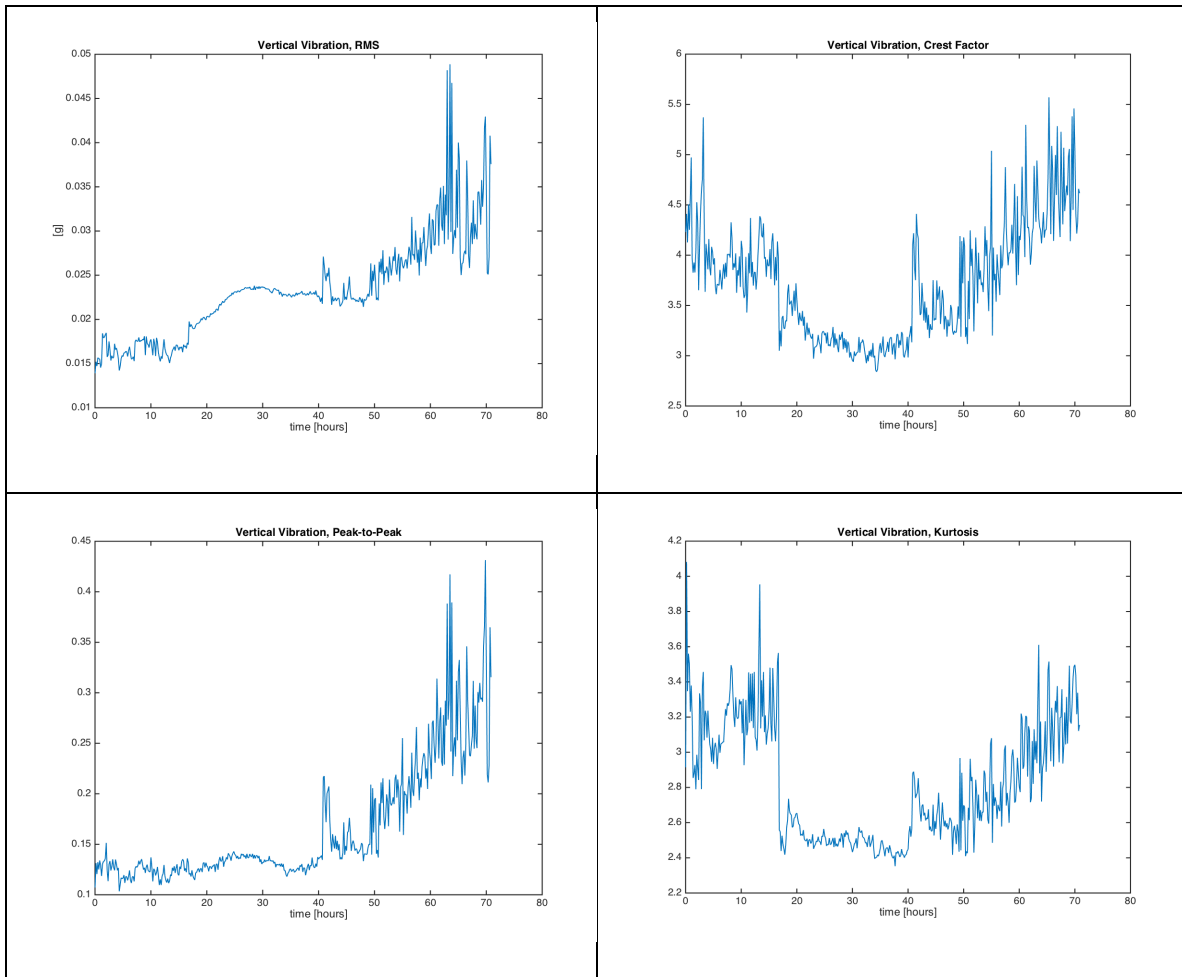 Vertical Vibration, RMS
0.05
0.045
0.04
0.035
0.03
0.025
0.02
0.015
0.01
[g]
0 10 20 30 40 50 60 70 80
time [hours]
Vertical Vibration, Crest Factor
6
5.5
5
4.5
4
3.5
3
2.5
0 10 20 30 40 50 60 70 80
time [hours]
Vertical Vibration, Peak-to-Peak
0.45
0.4
0.35
0.3
0.25
0.2
0.15
0.1
0 10 20 30 40 50 60 70 80
time [hours]
Vertical Vibration, Kurtosis
4.2
4
3.8
3.6
3.4
3.2
3
2.8
2.6
2.4
2.2
0 10 20 30 40 50 60 70 80
time [hours]